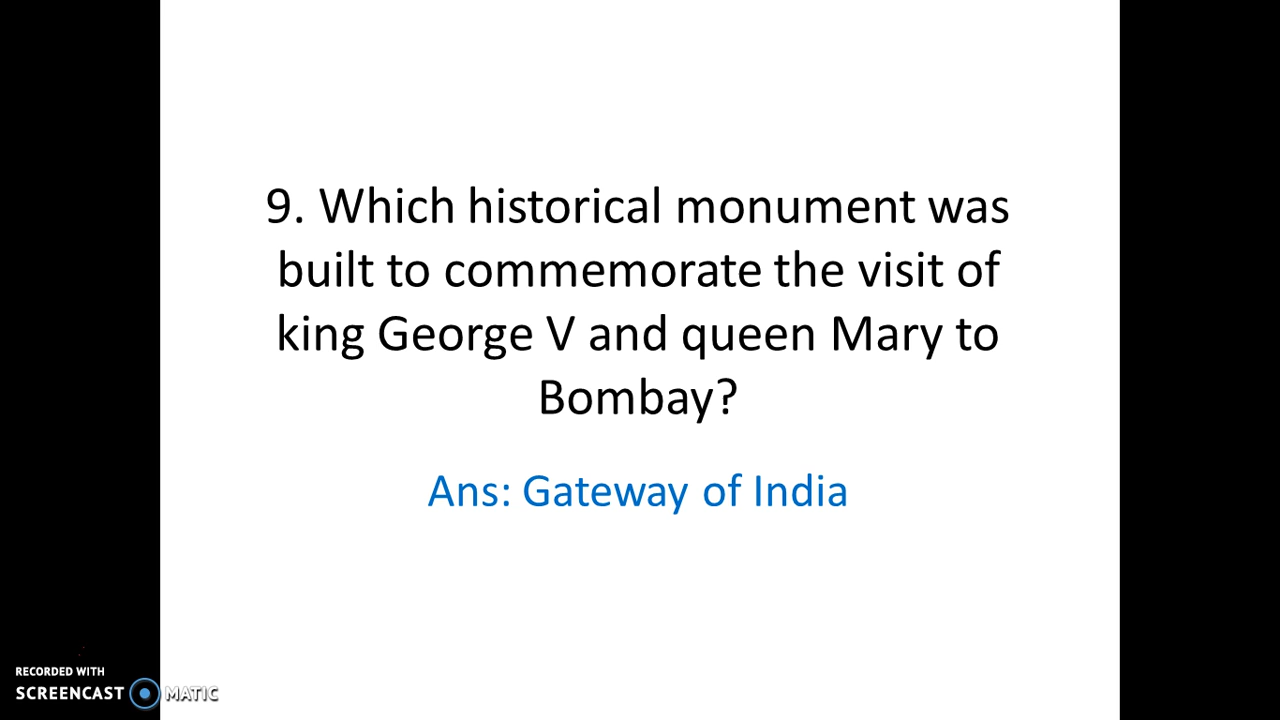 9. Which historical monument was
built to commemorate the visit of
king George V and queen Mary to
Bombay?
Ans: Gateway of India
RECORDED WITH
SCREENCAST MATIC